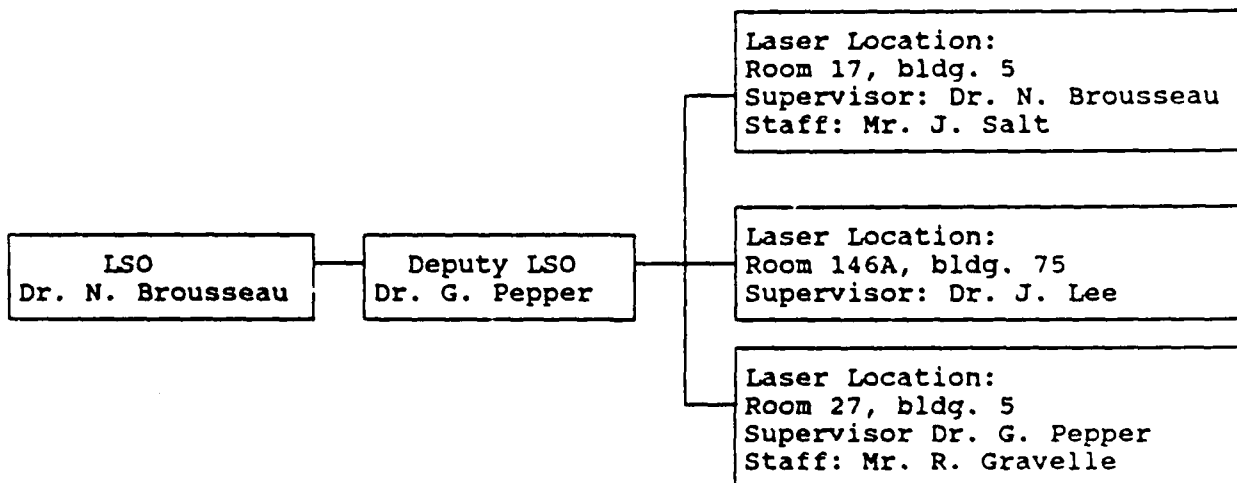 LSO
Dr. N. Brousseau
Deputy LSO
Dr. G. Pepper
Laser Location:
Room 17, bldg. 5
Supervisor: Dr. N. Brousseau
Staff: Mr. J. Salt
Laser Location:
Room 146A, bldg. 75
Supervisor: Dr. J. Lee
Laser Location:
Room 27, bldg. 5
Supervisor Dr. G. Pepper
Staff: Mr. R. Gravelle